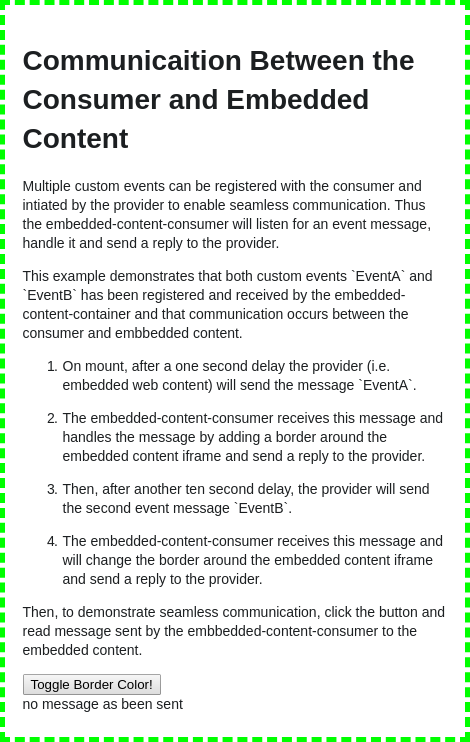 Communicaition Between the
Consumer and Embedded
Content
Multiple custom events can be registered with the consumer and
intiated by the provider to enable seamless communication. Thus
the embedded-content-consumer will listen for an event message,
handle it and send a reply to the provider.
This example demonstrates that both custom events `EventA` and
`EventB` has been registered and received by the embedded-
content-container and that communication occurs between the
consumer and embbedded content.
1. On mount, after a one second delay the provider (i.e.
embedded web content) will send the message `EventA`.
2. The embedded-content-consumer receives this message and
handles the message by adding a border around the
embedded content iframe and send a reply to the provider.
3. Then, after another ten second delay, the provider will send
the second event message `EventB`.
4. The embedded-content-consumer receives this message and
will change the border around the embedded content iframe
and send a reply to the provider.
Then, to demonstrate seamless communication, click the button and
read message sent by the embbedded-content-consumer to the
embedded content.
Toggle Border Color!
no message as been sent